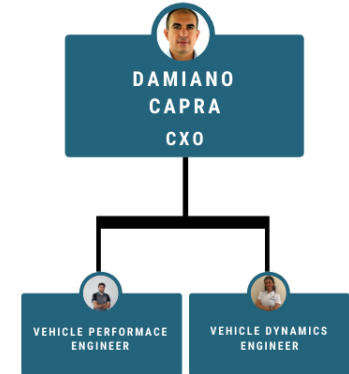 DAMIANO
CAPRA
CXO
VEHICLE PERFORMACE
ENGINEER
VEHICLE DYNAMICS
ENGINEER